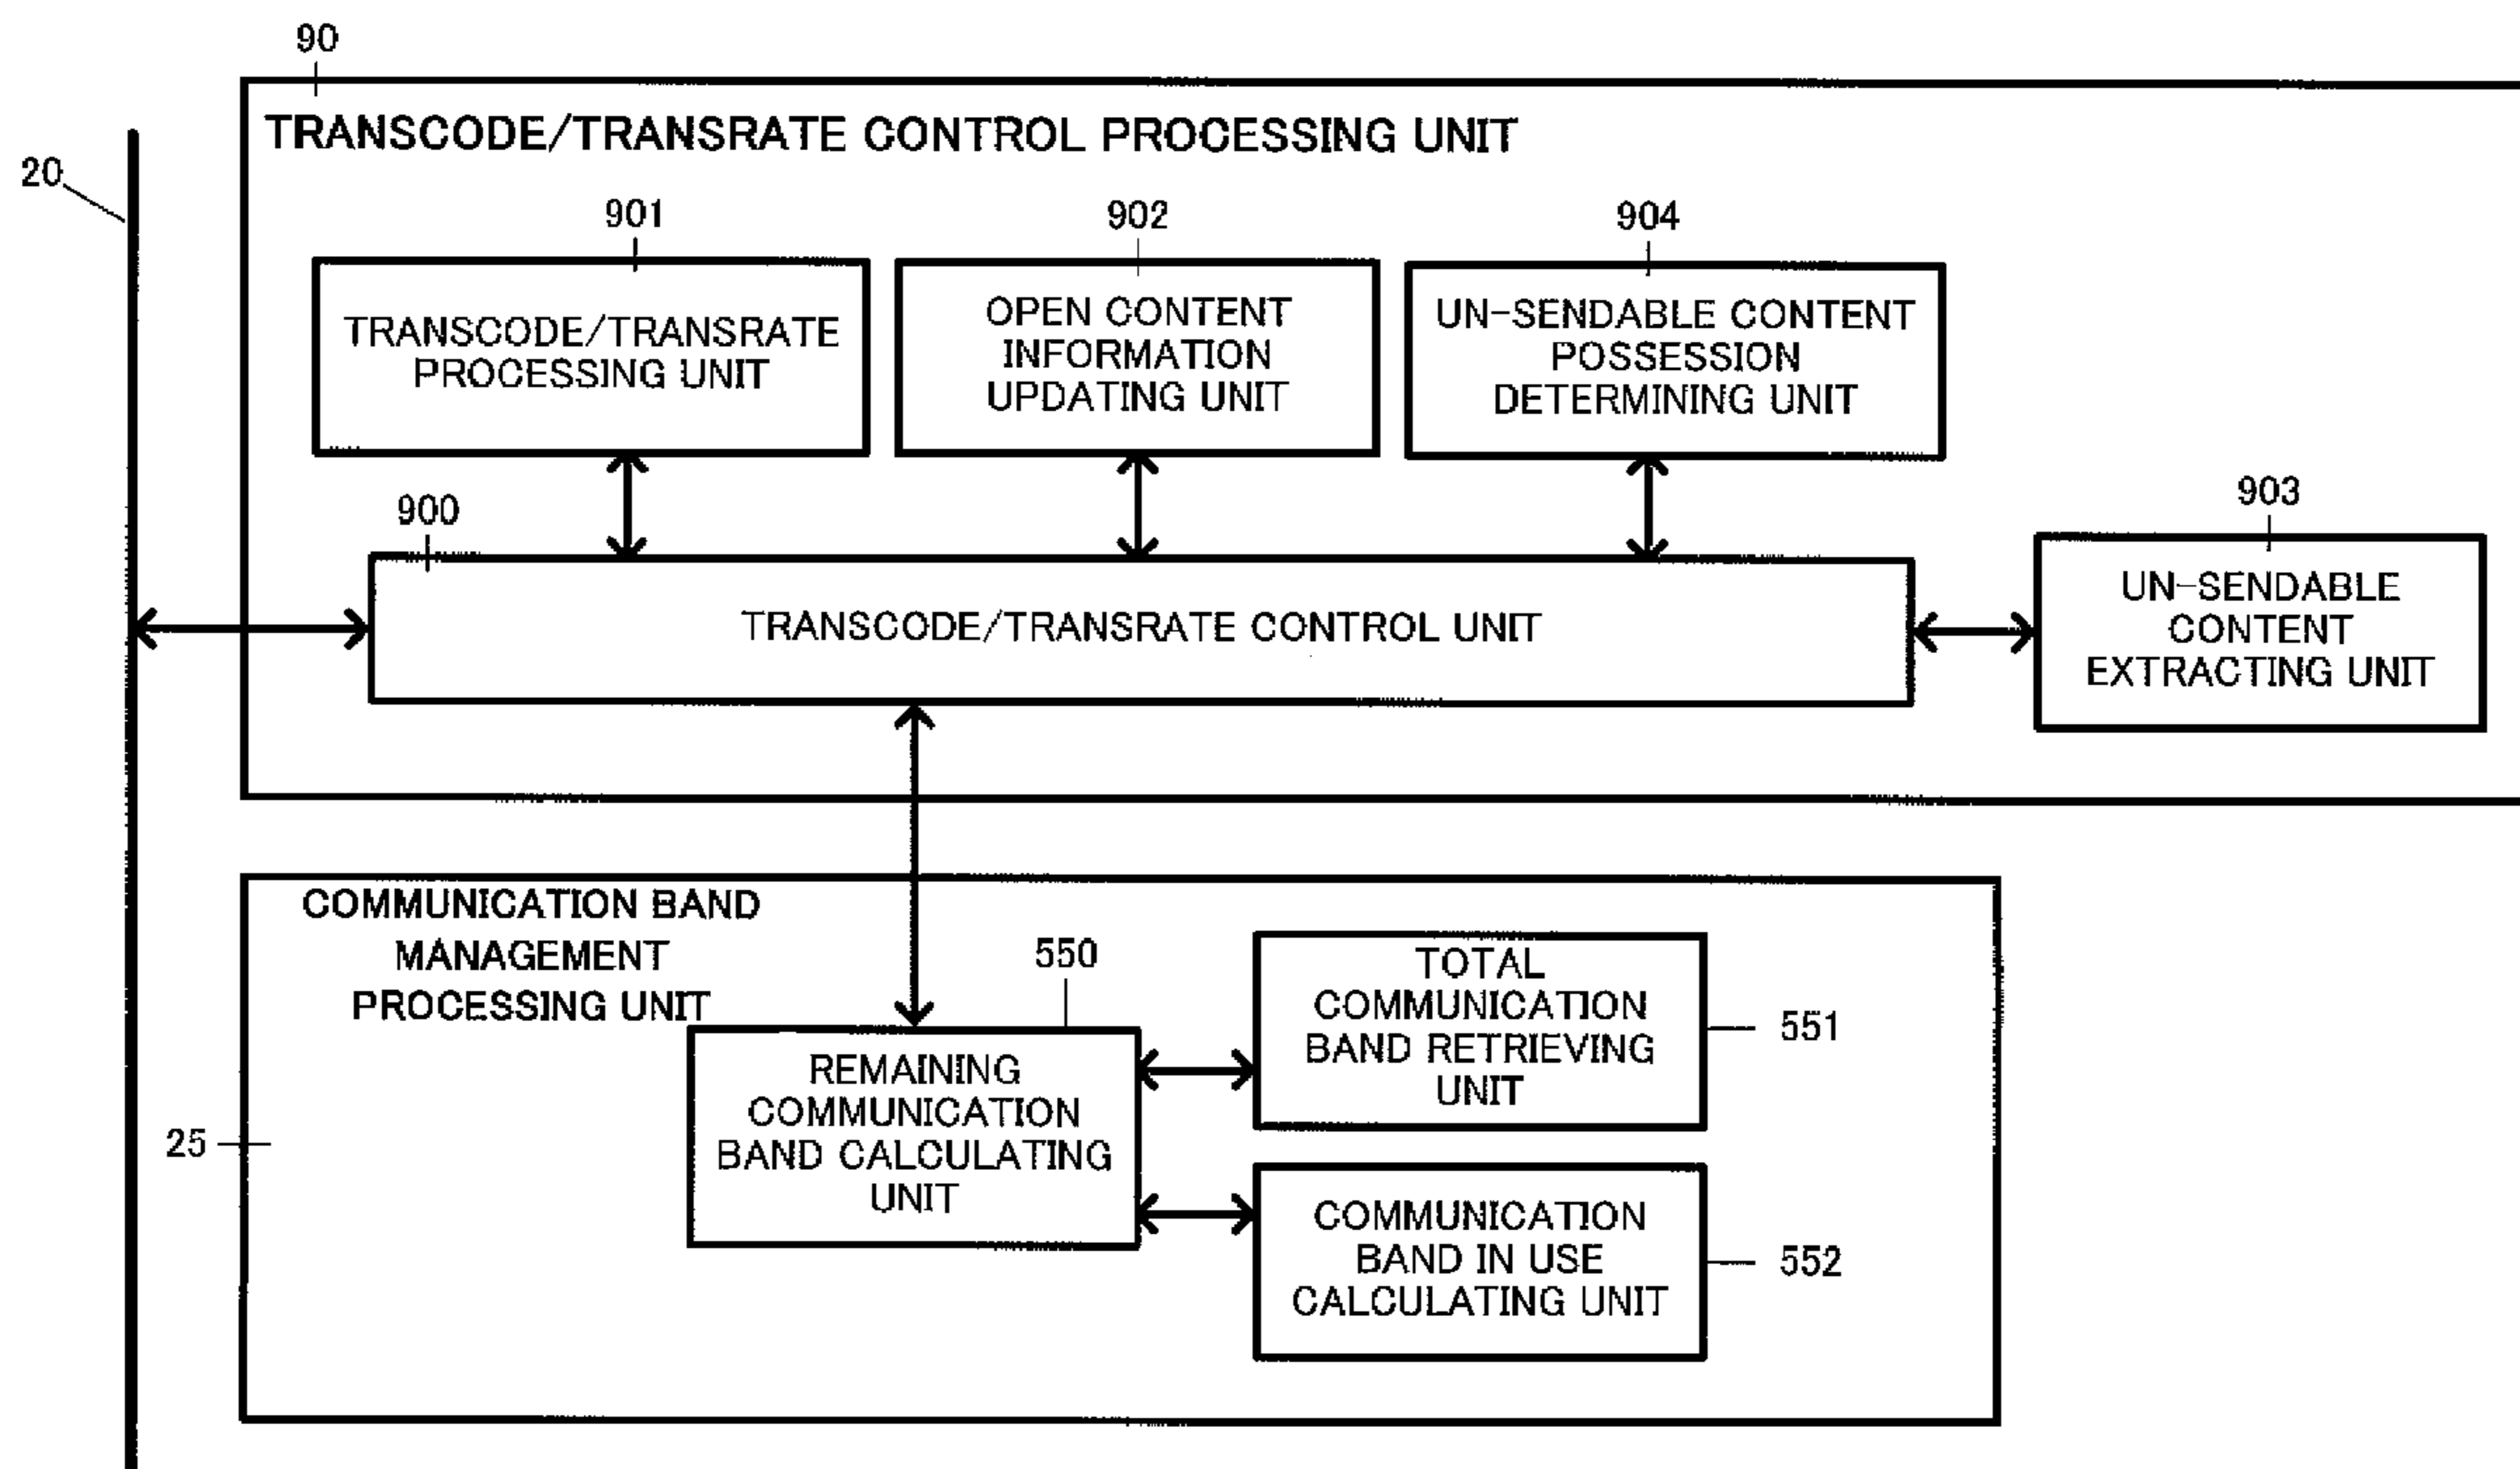 90
TRANSCODE/TRANSRATE CONTROL PROCESSING UNIT
20
901
TRANSCODE/TRANSRATE
PROCESSING UNIT
902
OPEN CONTENT
INFORMATION
UPDATING UNIT
904
UN-SENDABLE CONTENT
POSSESSION
DETERMINING UNIT
900
TRANSCODE/TRANSRATE CONTROL UNIT
903
UN-SENDABLE
CONTENT
EXTRACTING UNIT
COMMUNICATION BAND
MANAGEMENT
PROCESSING UNIT
25
550
REMAINING
COMMUNICATION
BAND CALCULATING
UNIT
TOTAL
COMMUNICATION
BAND RETRIEVING
UNIT
551
COMMUNICATION
BAND IN USE
CALCULATING UNIT
552